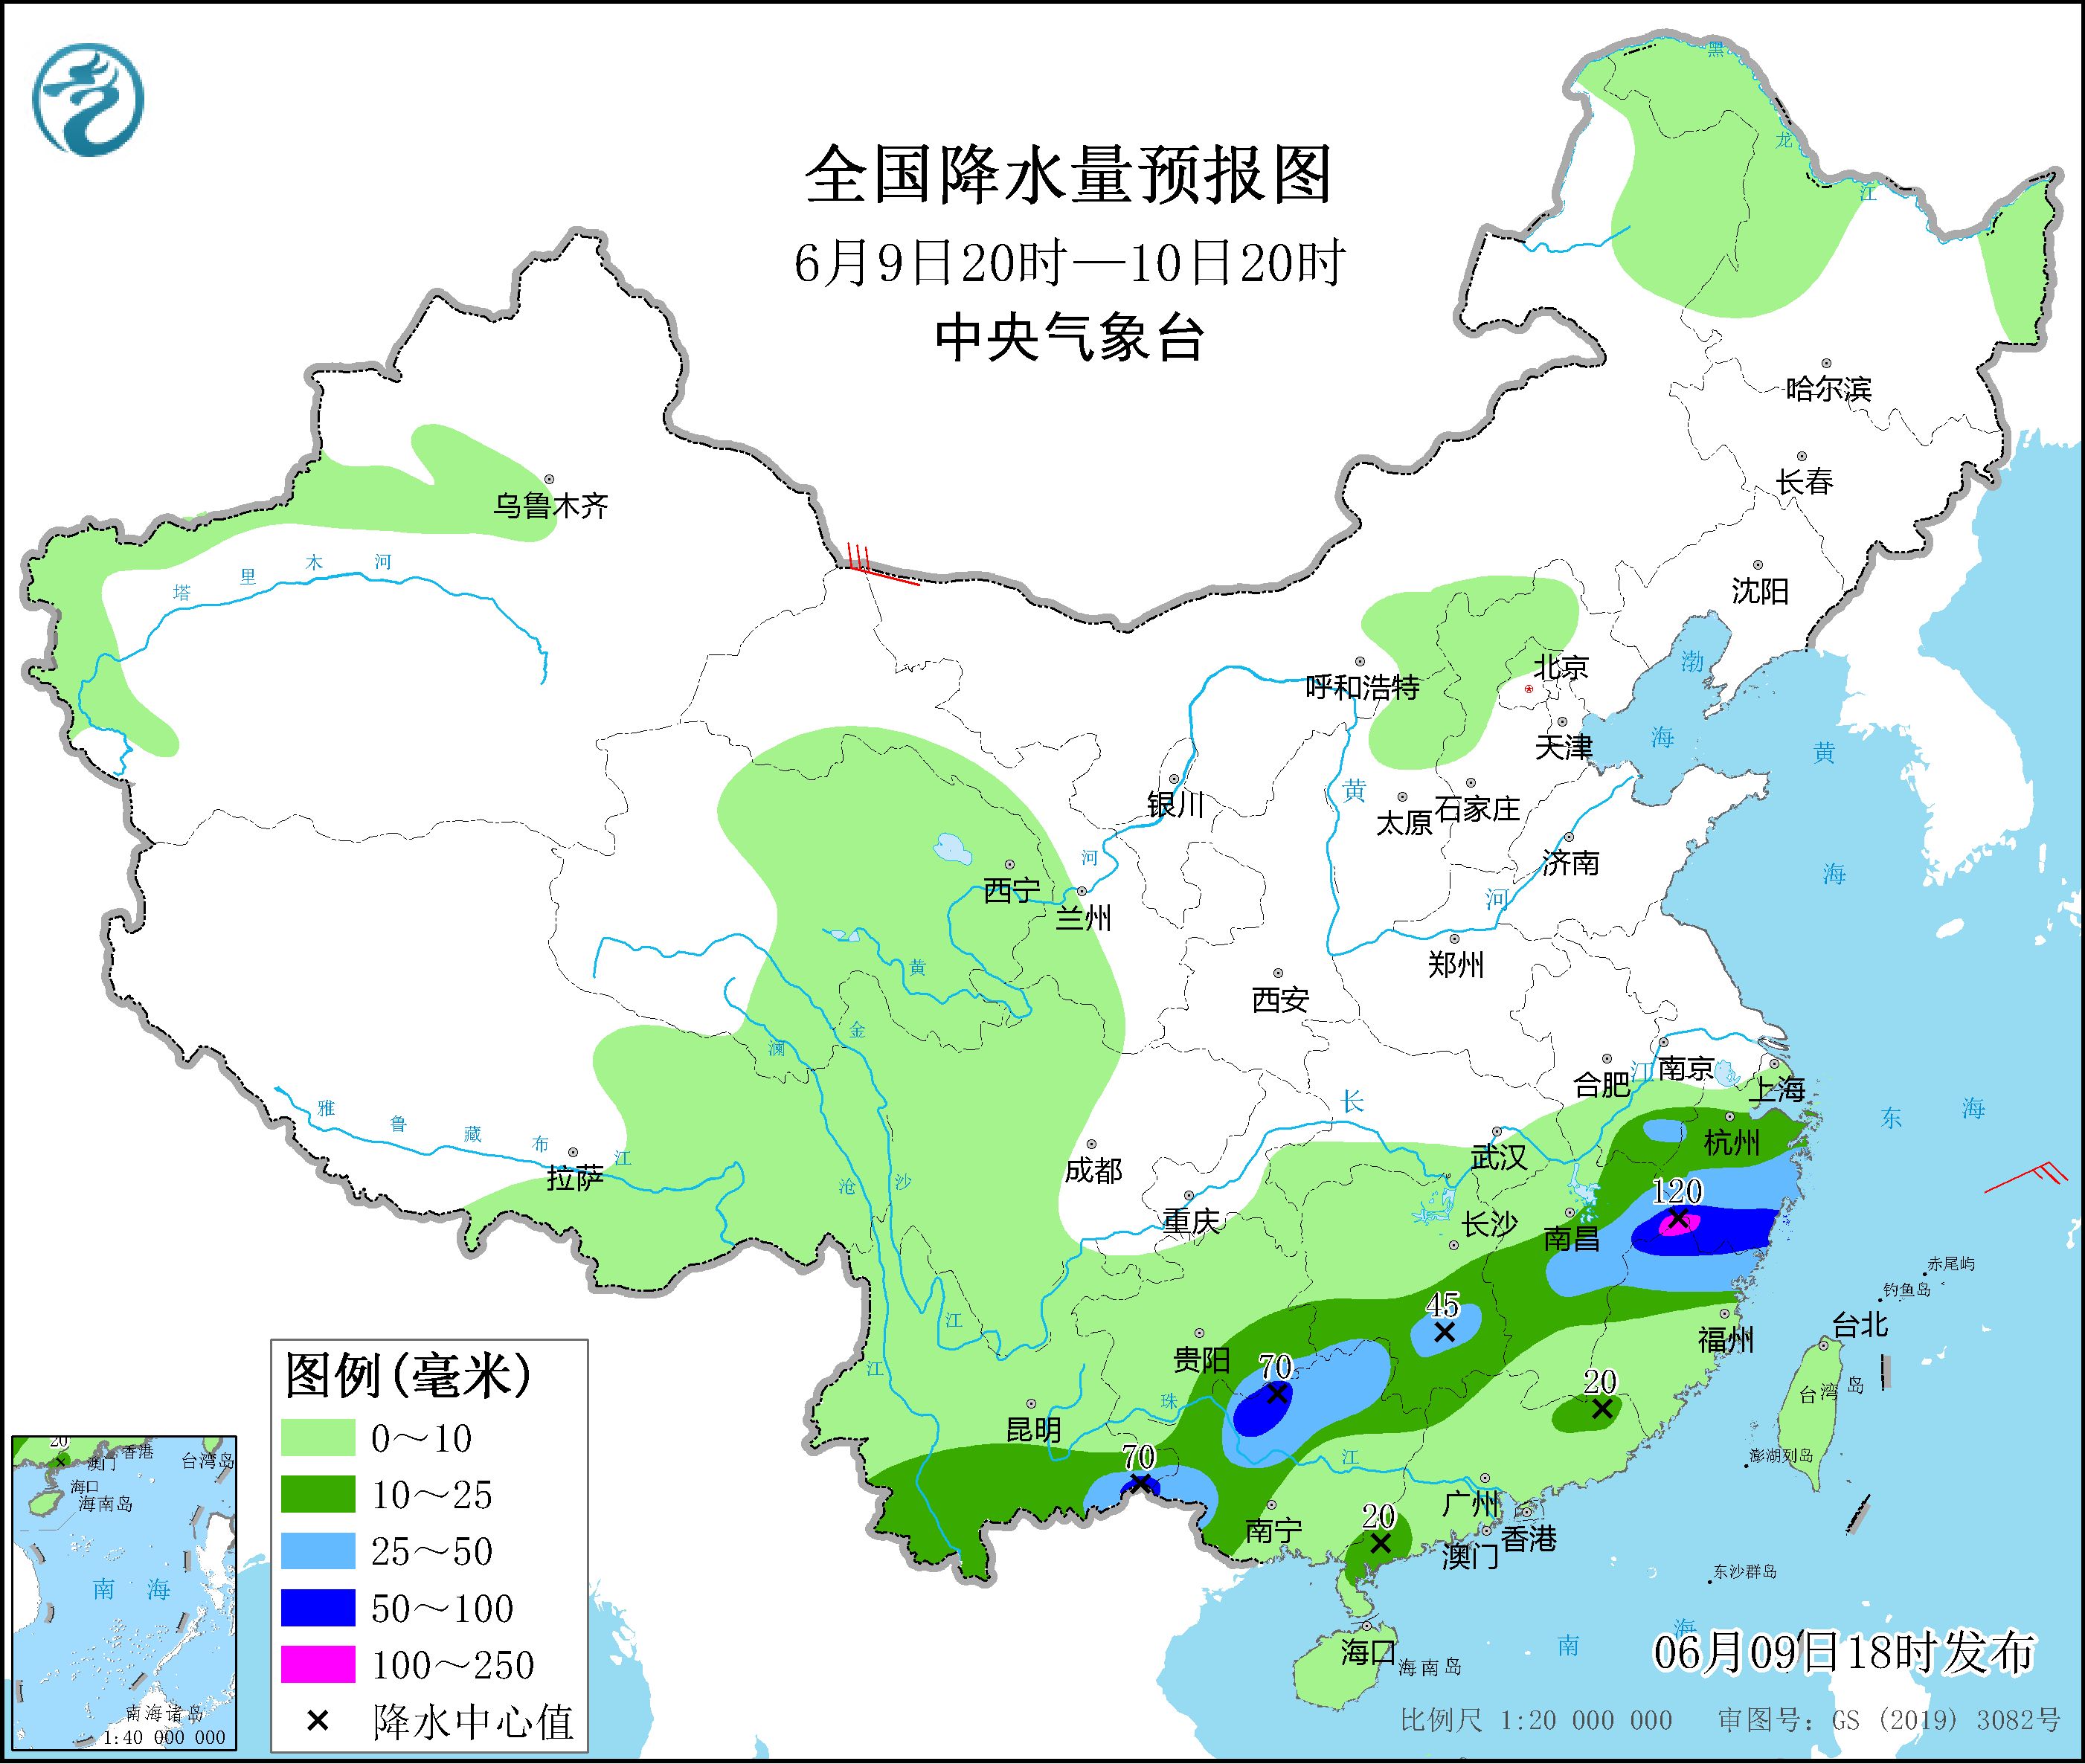 全国降水量预报图
6月9日20时—10日20时
中央气象台
黑
龙
江
哈尔滨
长春
沈阳
乌鲁木齐
塔里木河
呼和浩特
北京
天津
渤海
黄海
银川
太原
石家庄
黄
济南
河
西宁
兰州
河
郑州
西安
黄
金
澜
合肥
江
南京
上海
长
东海
雅鲁藏布江
拉萨
成都
武汉
杭州
沧
沙
重庆
长沙
南昌
120
赤尾屿
钓鱼岛
台北
45
江
福州
贵阳
70
江
20
台湾岛
珠
昆明
70
江
澎湖列岛
20
广州
南宁
香港
澳门
东沙群岛
南海
海口
海南岛
图例(毫米)
0～10
10～25
25～50
50～100
100～250
降水中心值
20
香港
澳门
台湾岛
海口
海南岛
南海
南海诸岛
1:40 000 000
06月09日18时发布
比例尺 1:20 000 000 审图号: GS (2019) 3082号